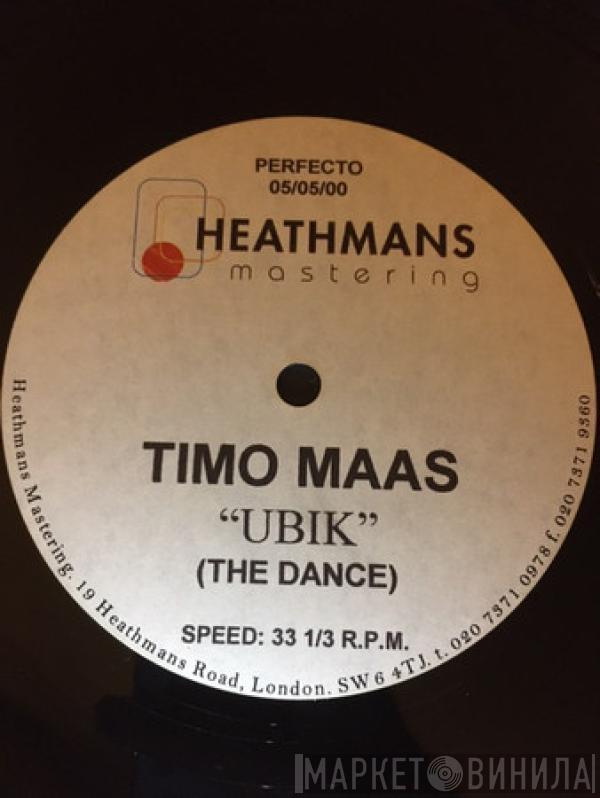 PERFECTO
05/05/00
HEATHMANS
mastering
TIMO MAAS
“UBIK”
(THE DANCE)
SPEED: 33 1/3 R.P.M.
Heathmans Mastering. 19 Heathmans Road, London. SW6 4TJ. t. 020 7371 0978 f. 020 7371 9360
МАРКЕТ ВИНИЛА